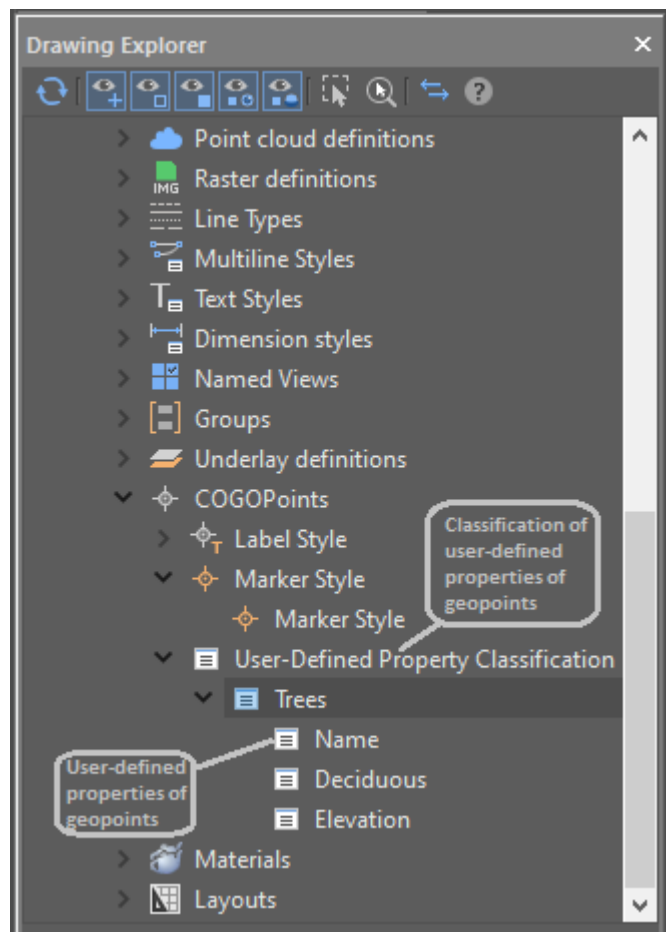 Drawing Explorer
Point cloud definitions
IMG
Raster definitions
Line Types
Multiline Styles
T
Text Styles
Dimension styles
Named Views
Groups
Underlay definitions
COGOPoints
T
Label Style
Marker Style
Marker Style
Classification of
user-defined
properties of
geopoints
User-Defined Property Classification
Trees
Name
Deciduous
Elevation
User-defined
properties of
geopoints
Materials
Layouts